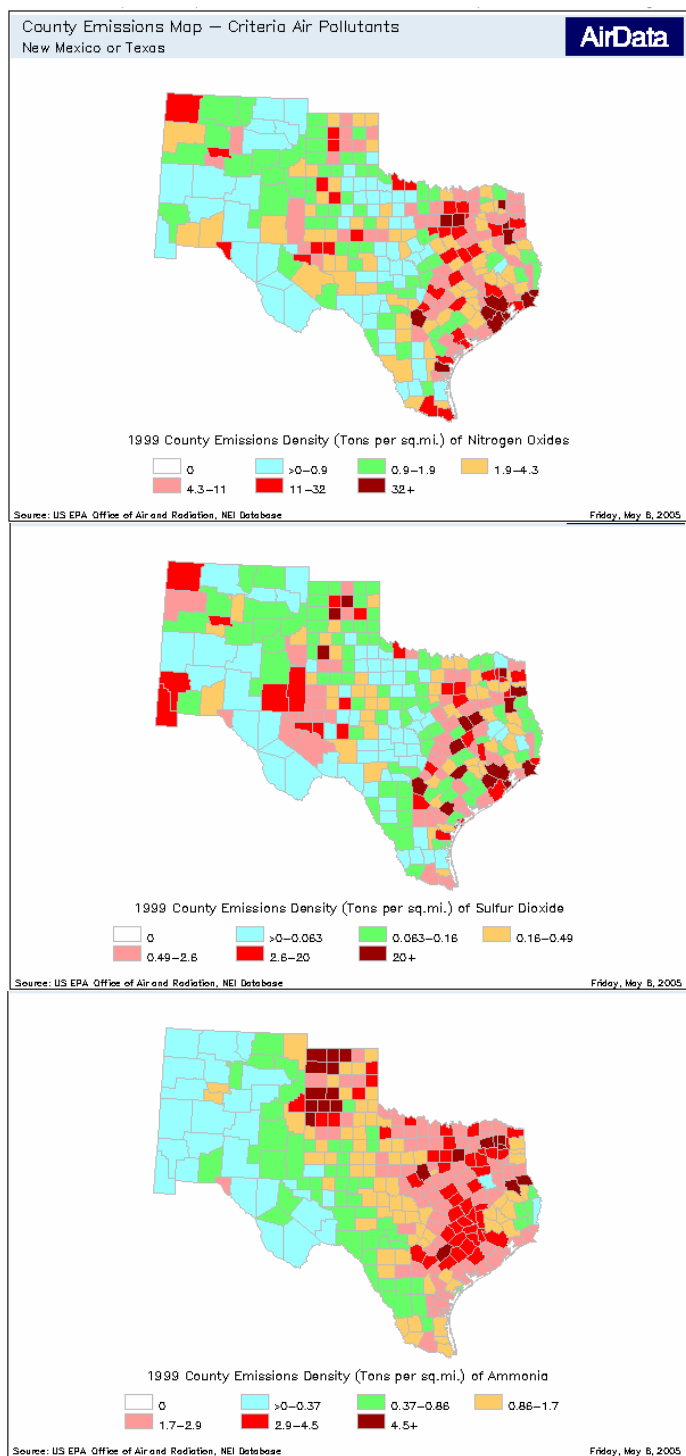 County Emissions Map – Criteria Air Pollutants
New Mexico or Texas
AirData
1999 County Emissions Density (Tons per sq.mi.) of Nitrogen Oxides
0 >0-0.9 0.9-1.9 1.9-4.3
4.3-11 11-32 32+
Source: US EPA Office of Air and Radiation, NEI Database Friday, May 6, 2005
1999 County Emissions Density (Tons per sq.mi.) of Sulfur Dioxide
0 >0-0.063 0.063-0.16 0.16-0.49
0.49-2.6 2.6-20 20+
Source: US EPA Office of Air and Radiation, NEI Database Friday, May 6, 2005
1999 County Emissions Density (Tons per sq.mi.) of Ammonia
0 >0-0.37 0.37-0.86 0.86-1.7
1.7-2.9 2.9-4.5 4.5+
Source: US EPA Office of Air and Radiation, NEI Database Friday, May 6, 2005